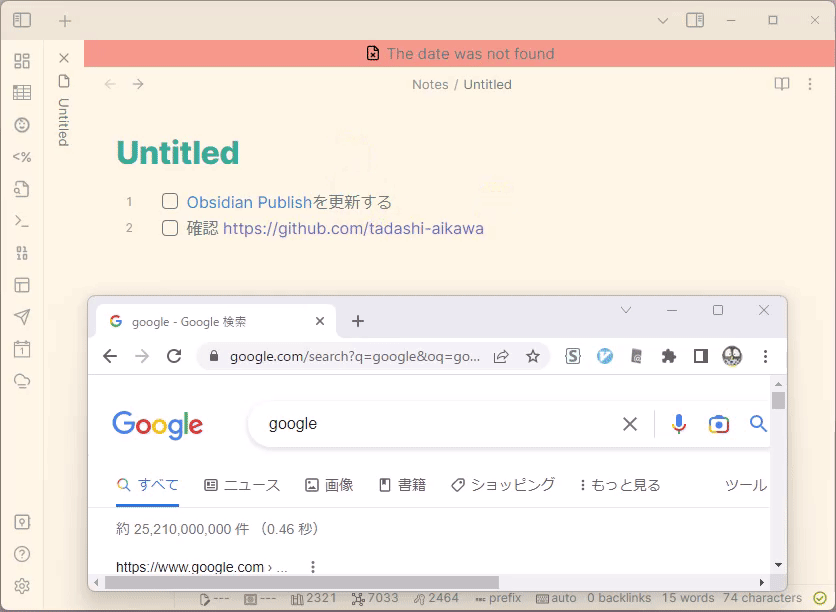 The date was not found
Notes / Untitled
Untitled
Untitled
1 Obsidian Publishを更新する
2 確認 https://github.com/tadashi-aikawa
google - Google 検索
google.com/search?q=google&oq=go...
Google
google
すべて ニュース 画像 書籍 ショッピング もっと見る ツール
約 25,210,000,000 件 （0.46 秒）
https://www.google.com › ...
--- --- 2321 7033 2464 prefix auto 0 backlinks 15 words 74 characters